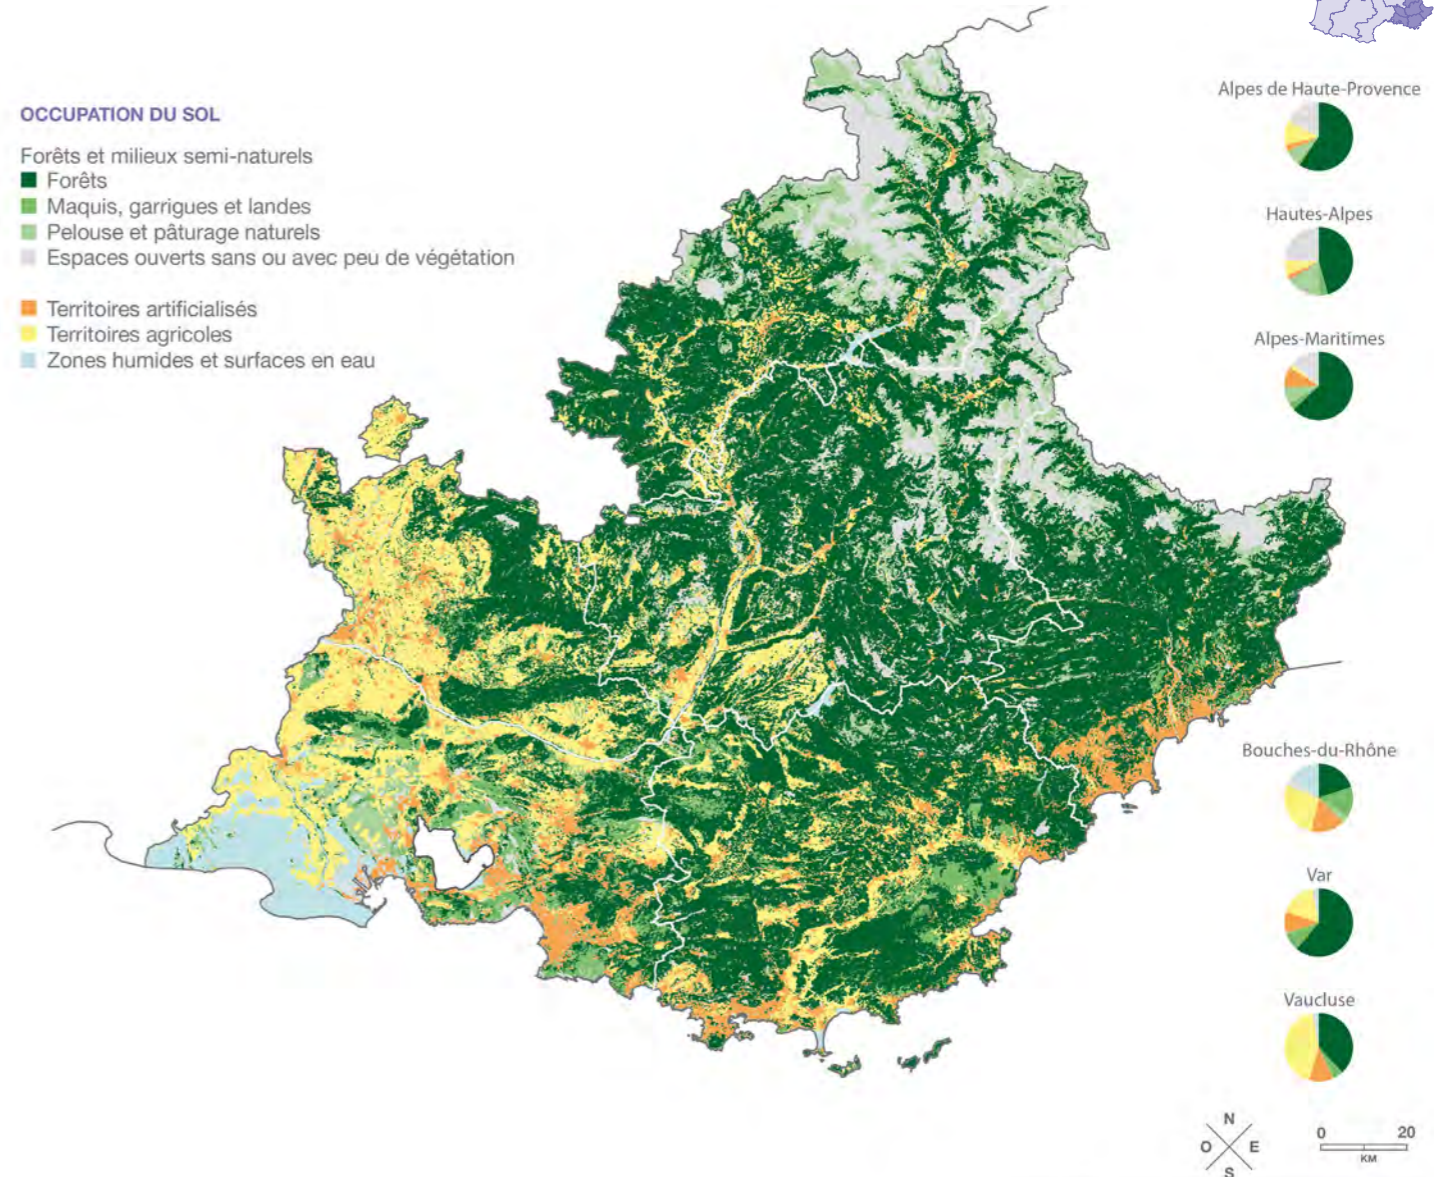 OCCUPATION DU SOL
Forêts et milieux semi-naturels
Forêts
Maquis, garrigues et landes
Pelouse et pâturage naturels
Espaces ouverts sans ou avec peu de végétation
Territoires artificialisés
Territoires agricoles
Zones humides et surfaces en eau
Alpes de Haute-Provence
Hautes-Alpes
Alpes-Maritimes
Bouches-du-Rhône
Var
Vaucluse
N
O E
S
0 20
KM